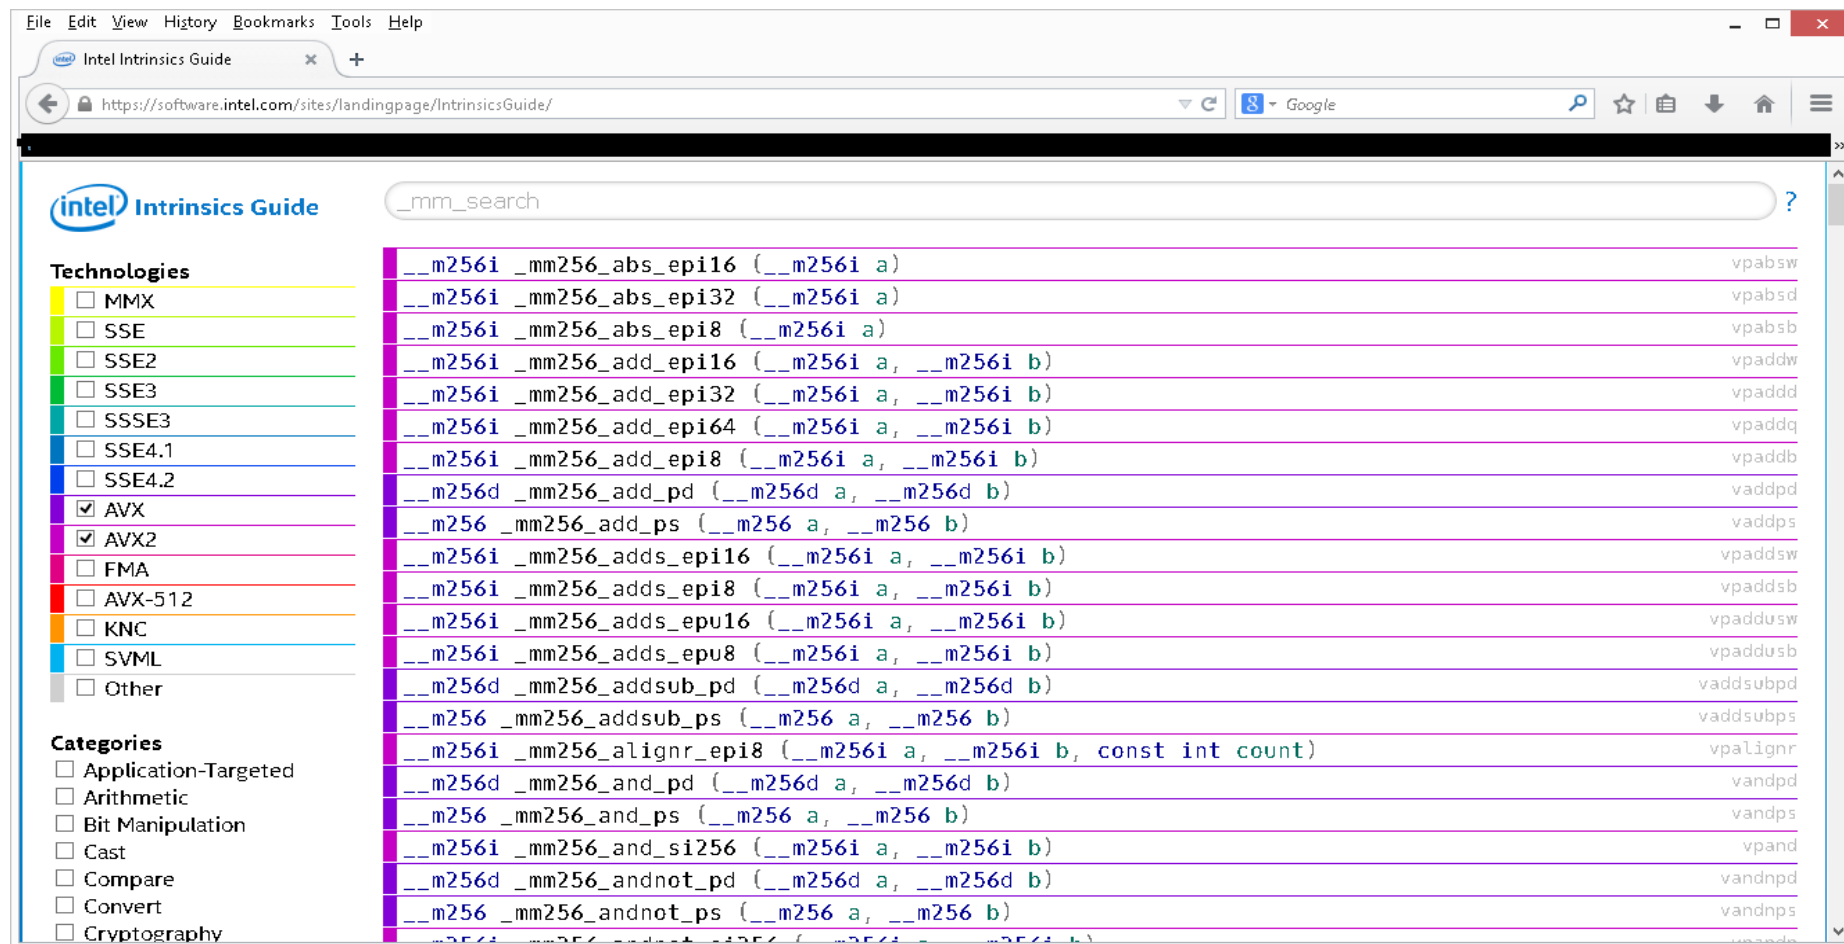 File Edit View History Bookmarks Tools Help
intel Intrinsics Guide × +
https://software.intel.com/sites/landingpage/IntrinsicsGuide/ 8 Google
»
intel Intrinsics Guide
_mm_search ?
Technologies
MMX
SSE
SSE2
SSE3
SSSE3
SSE4.1
SSE4.2
AVX
AVX2
FMA
AVX-512
KNC
SVML
Other
Categories
Application-Targeted
Arithmetic
Bit Manipulation
Cast
Compare
Convert
Cryptography
__m256i _mm256_abs_epi16 (__m256i a) vpabsw
__m256i _mm256_abs_epi32 (__m256i a) vpabsd
__m256i _mm256_abs_epi8 (__m256i a) vpabsb
__m256i _mm256_add_epi16 (__m256i a, __m256i b) vpaddw
__m256i _mm256_add_epi32 (__m256i a, __m256i b) vpaddd
__m256i _mm256_add_epi64 (__m256i a, __m256i b) vpaddq
__m256i _mm256_add_epi8 (__m256i a, __m256i b) vpaddb
__m256d _mm256_add_pd (__m256d a, __m256d b) vaddpd
__m256 _mm256_add_ps (__m256 a, __m256 b) vaddps
__m256i _mm256_adds_epi16 (__m256i a, __m256i b) vpaddsw
__m256i _mm256_adds_epi8 (__m256i a, __m256i b) vpaddsb
__m256i _mm256_adds_epu16 (__m256i a, __m256i b) vpaddusw
__m256i _mm256_adds_epu8 (__m256i a, __m256i b) vpaddusb
__m256d _mm256_addsub_pd (__m256d a, __m256d b) vaddsubpd
__m256 _mm256_addsub_ps (__m256 a, __m256 b) vaddsubps
__m256i _mm256_alignr_epi8 (__m256i a, __m256i b, const int count) vpalignr
__m256d _mm256_and_pd (__m256d a, __m256d b) vandpd
__m256 _mm256_and_ps (__m256 a, __m256 b) vandps
__m256i _mm256_and_si256 (__m256i a, __m256i b) vpand
__m256d _mm256_andnot_pd (__m256d a, __m256d b) vandnpd
__m256 _mm256_andnot_ps (__m256 a, __m256 b) vandnps